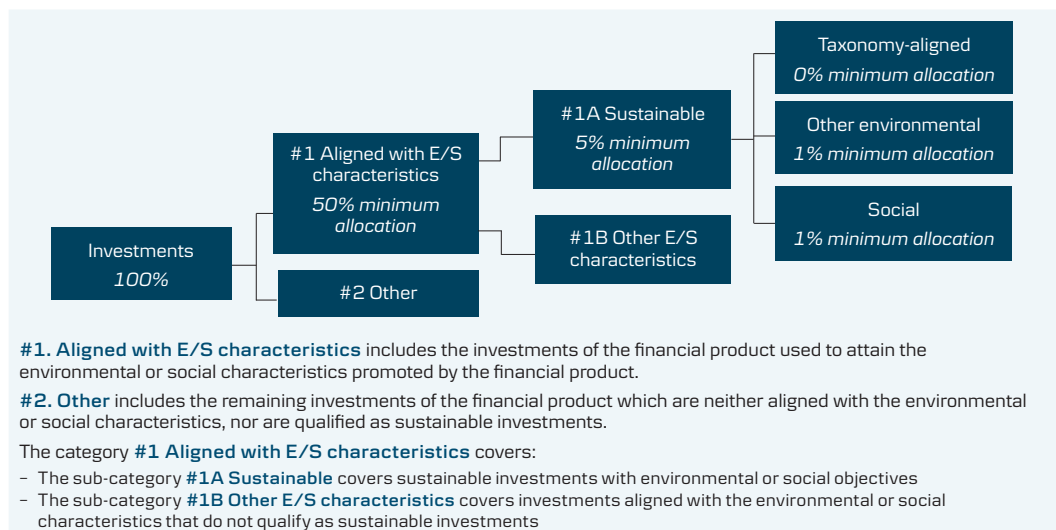 Investments
100%
#1 Aligned with E/S
characteristics
50% minimum
allocation
#2 Other
#1A Sustainable
5% minimum
allocation
#1B Other E/S
characteristics
Taxonomy-aligned
0% minimum allocation
Other environmental
1% minimum allocation
Social
1% minimum allocation
#1. Aligned with E/S characteristics includes the investments of the financial product used to attain the
environmental or social characteristics promoted by the financial product.
#2. Other includes the remaining investments of the financial product which are neither aligned with the environmental
or social characteristics, nor are qualified as sustainable investments.
The category #1 Aligned with E/S characteristics covers:
– The sub-category #1A Sustainable covers sustainable investments with environmental or social objectives
– The sub-category #1B Other E/S characteristics covers investments aligned with the environmental or social
characteristics that do not qualify as sustainable investments